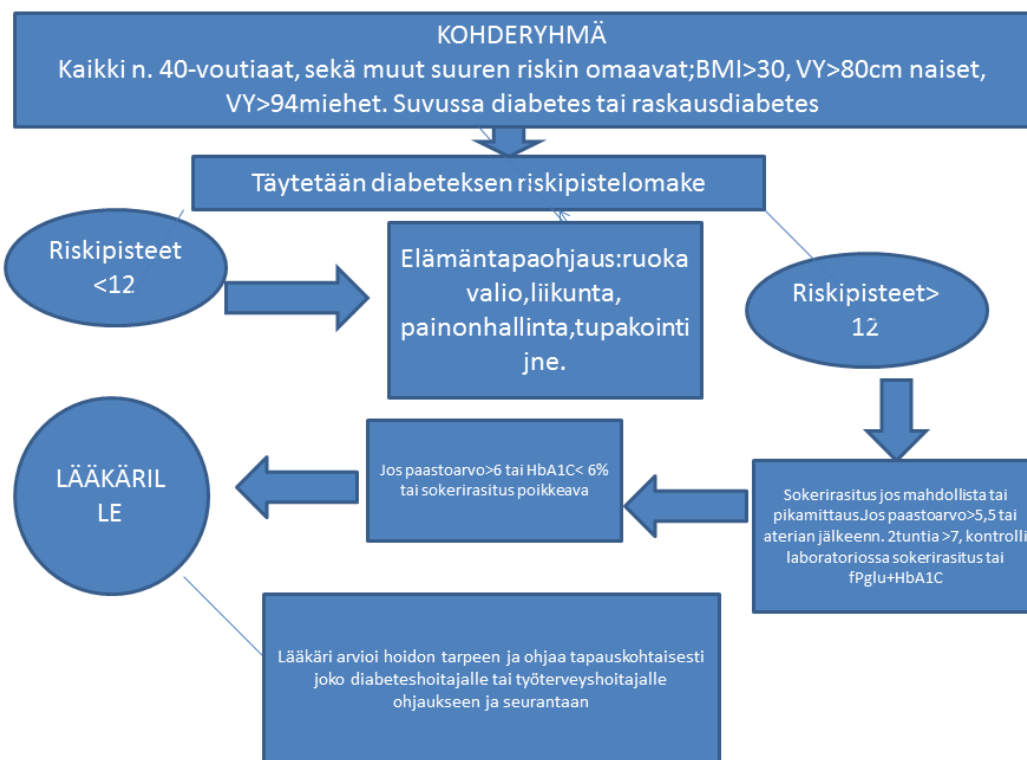 KOHDERYHMÄ
Kaikki n. 40-voutiaat, sekä muut suuren riskin omaavat;BMI>30, VY>80cm naiset,
VY>94miehet. Suvussa diabetes tai raskausdiabetes
Täytetään diabeteksen riskipistelomake
Riskipisteet
<12
Elämäntapaohjaus:ruoka
valio,liikunta,
painonhallinta,tupakointi
jne.
Riskipisteet>
12
LÄÄKÄRIL
LE
Jos paastoarvo>6 tai HbA1C< 6%
tai sokerirasitus poikkeava
Sokerirasitus jos mahdollista tai
pikamittaus.Jos paastoarvo>5,5 tai
aterian jälkeenn. 2tuntia >7, kontrolli
laboratoriossa sokerirasitus tai
fPglu+HbA1C
Lääkäri arvioi hoidon tarpeen ja ohjaa tapauskohtaisesti
joko diabeteshoitajalle tai työterveyshoitajalle
ohjaukseen ja seurantaan